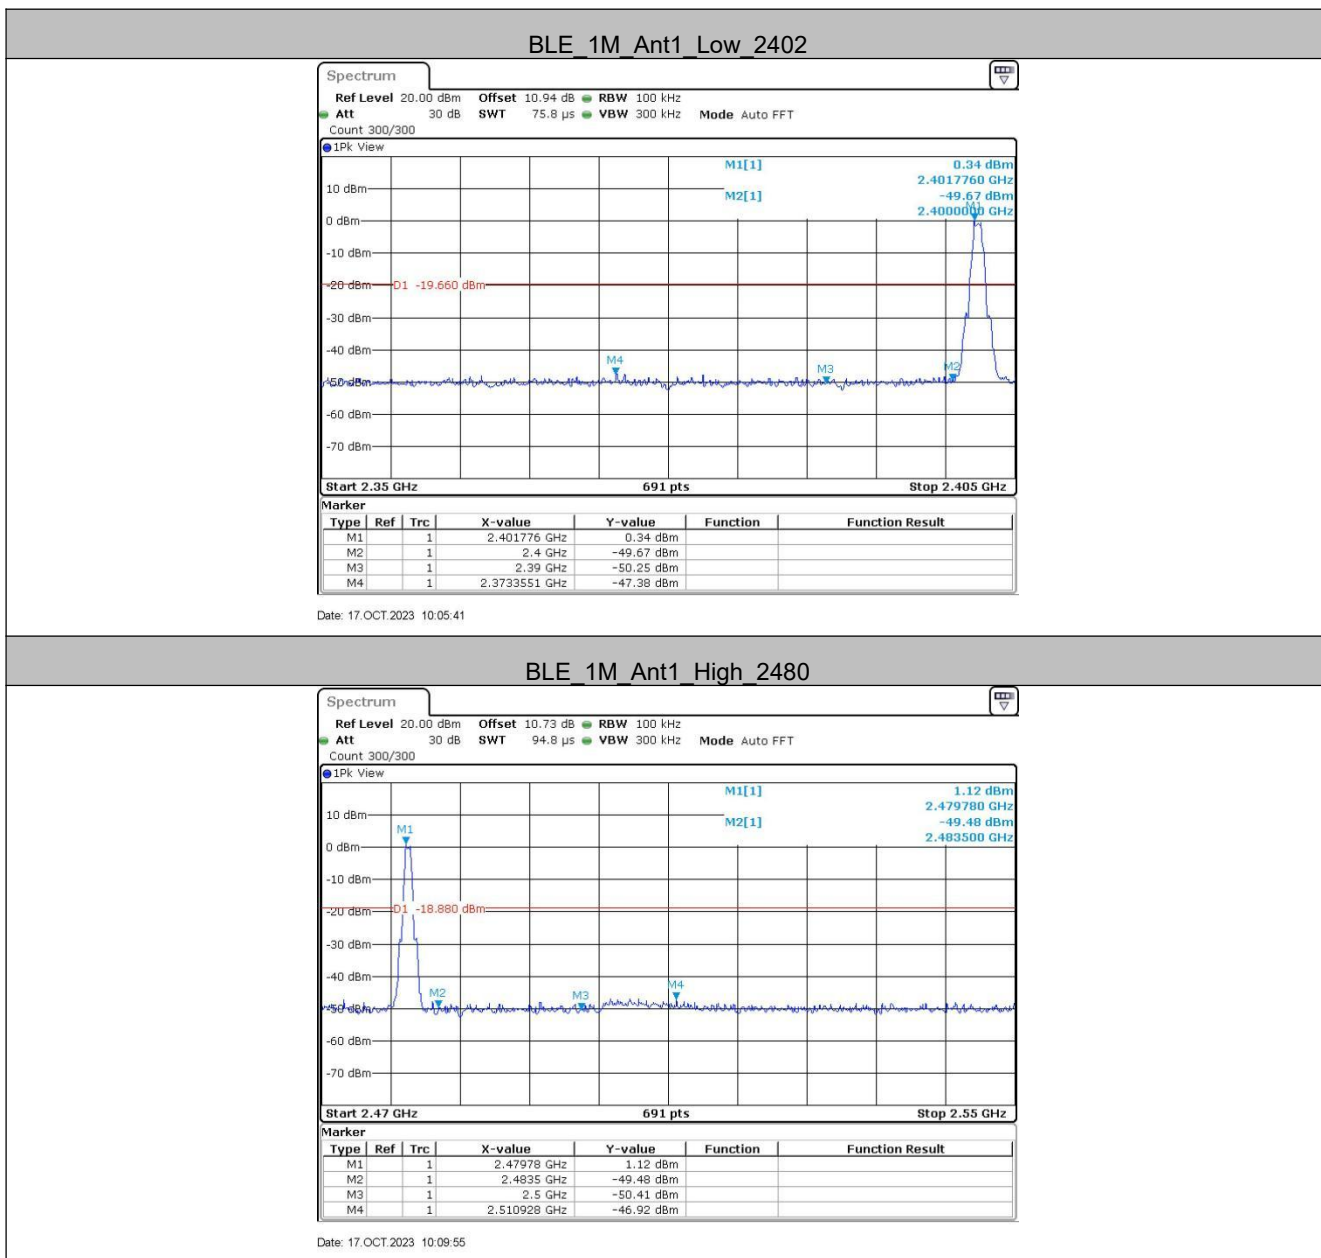 BLE_1M_Ant1_Low_2402
Spectrum
Ref Level 20.00 dBm Offset 10.94 dB RBW 100 kHz
Att 30 dB SWT 75.8 µs VBW 300 kHz Mode Auto FFT
Count 300/300
1Pk View
M1[1] 0.34 dBm
2.4017760 GHz
M2[1] -49.67 dBm
2.4000000 GHz
M1
10 dBm
0 dBm
-10 dBm
-20 dBm
D1 -19.660 dBm
-30 dBm
-40 dBm
M4
M3
M2
-50 dBm
-60 dBm
-70 dBm
Start 2.35 GHz 691 pts Stop 2.405 GHz
Marker
Type Ref Trc X-value Y-value Function Function Result
M1 1 2.401776 GHz 0.34 dBm
M2 1 2.4 GHz -49.67 dBm
M3 1 2.39 GHz -50.25 dBm
M4 1 2.3733551 GHz -47.38 dBm
Date: 17.OCT.2023 10:05:41
BLE_1M_Ant1_High_2480
Spectrum
Ref Level 20.00 dBm Offset 10.73 dB RBW 100 kHz
Att 30 dB SWT 94.8 µs VBW 300 kHz Mode Auto FFT
Count 300/300
1Pk View
M1[1] 1.12 dBm
2.479780 GHz
M2[1] -49.48 dBm
2.483500 GHz
10 dBm
M1
0 dBm
-10 dBm
-20 dBm
D1 -18.880 dBm
-30 dBm
-40 dBm
M2
M3
M4
-50 dBm
-60 dBm
-70 dBm
Start 2.47 GHz 691 pts Stop 2.55 GHz
Marker
Type Ref Trc X-value Y-value Function Function Result
M1 1 2.47978 GHz 1.12 dBm
M2 1 2.4835 GHz -49.48 dBm
M3 1 2.5 GHz -50.41 dBm
M4 1 2.510928 GHz -46.92 dBm
Date: 17.OCT.2023 10:09:55